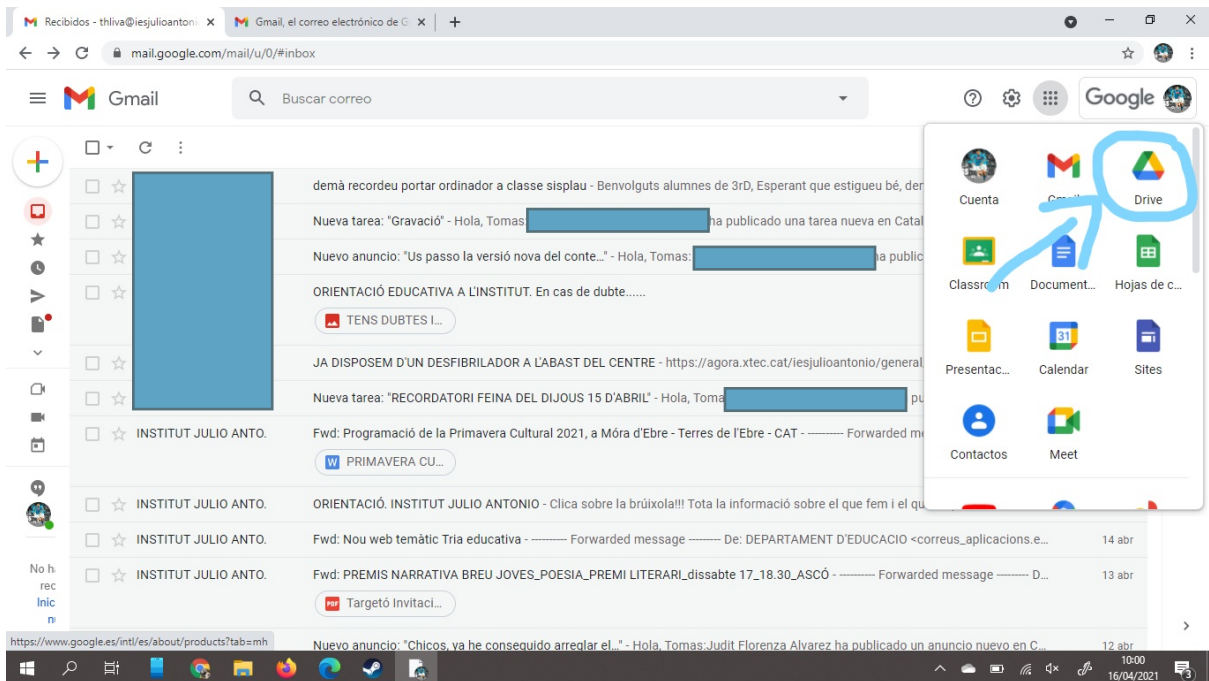 Recibidos - thliva@iesjulioantoni
Gmail, el correo electrónico de G
mail.google.com/mail/u/0/#inbox
Gmail
Buscar correo
Google
demà recordeu portar ordinador a classe sisplau - Benvolguts alumnes de 3rD, Esperant que estigueu bé, der
Nueva tarea: "Gravació" - Hola, Tomas: ha publicado una tarea nueva en Catal
Nuevo anuncio: "Us passo la versió nova del conte…" - Hola, Tomas: a public
ORIENTACIÓ EDUCATIVA A L'INSTITUT. En cas de dubte......
TENS DUBTES I...
JA DISPOSEM D'UN DESFIBRILADOR A L'ABAST DEL CENTRE - https://agora.xtec.cat/iesjulioantonio/general
Nueva tarea: "RECORDATORI FEINA DEL DIJOUS 15 D'ABRIL" - Hola, Toma pu
INSTITUT JULIO ANTO. Fwd: Programació de la Primavera Cultural 2021, a Móra d'Ebre - Terres de l'Ebre - CAT - ---------- Forwarded me
W PRIMAVERA CU...
INSTITUT JULIO ANTO. ORIENTACIÓ. INSTITUT JULIO ANTONIO - Clica sobre la brúixola!!! Tota la informació sobre el que fem i el qu
INSTITUT JULIO ANTO. Fwd: Nou web temàtic Tria educativa - ---------- Forwarded message --------- De: DEPARTAMENT D'EDUCACIO <correus_aplicacions.e... 14 abr
INSTITUT JULIO ANTO. Fwd: PREMIS NARRATIVA BREU JOVES_POESIA_PREMI LITERARI_dissabte 17_18.30_ASCÓ - ---------- Forwarded message --------- D... 13 abr
PDF Targetó Invitaci...
Nuevo anuncio: "Chicos, ya he conseguido arreglar el…" - Hola, Tomas:Judit Florenza Alvarez ha publicado un anuncio nuevo en C... 12 abr
Cuenta Drive
Document... Hojas de c...
31
Presentac... Calendar Sites
Contactos Meet
No h
rec
Inic
https://www.google.es/intl/es/about/products?tab=mh
10:00
16/04/2021
3